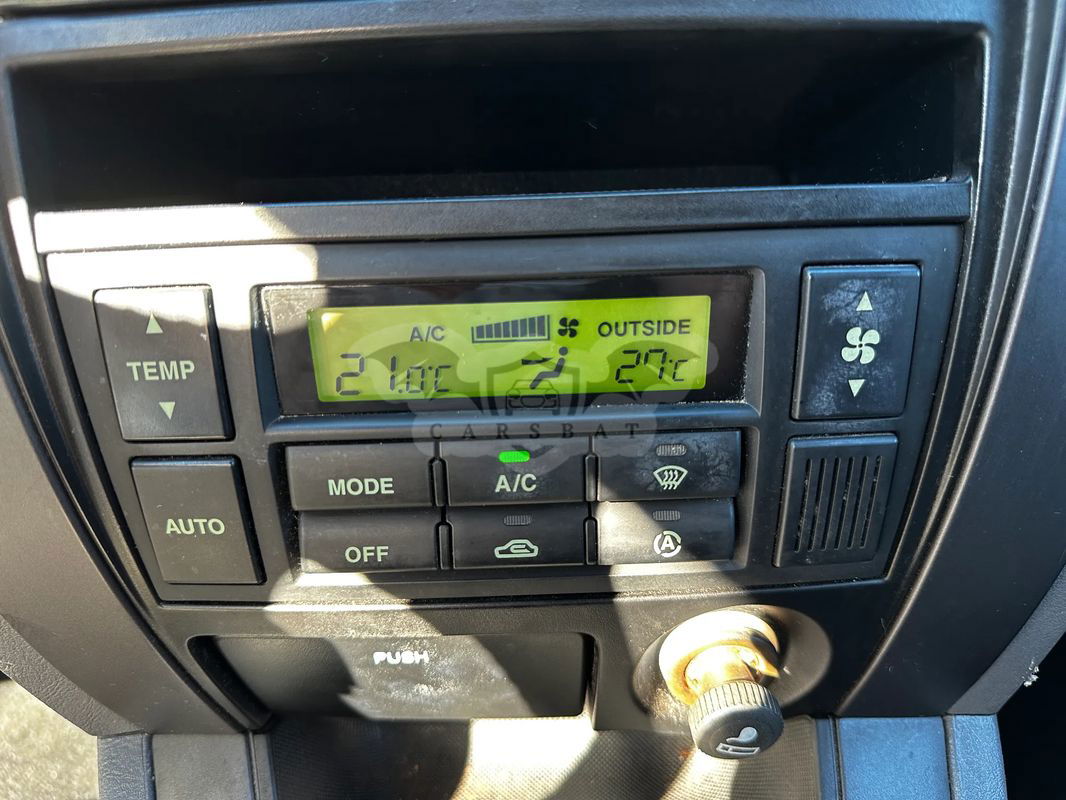 A/C
OUTSIDE
21.0°C
27°C
TEMP
CARSBAT
MODE
A/C
AUTO
OFF
A
PUSH